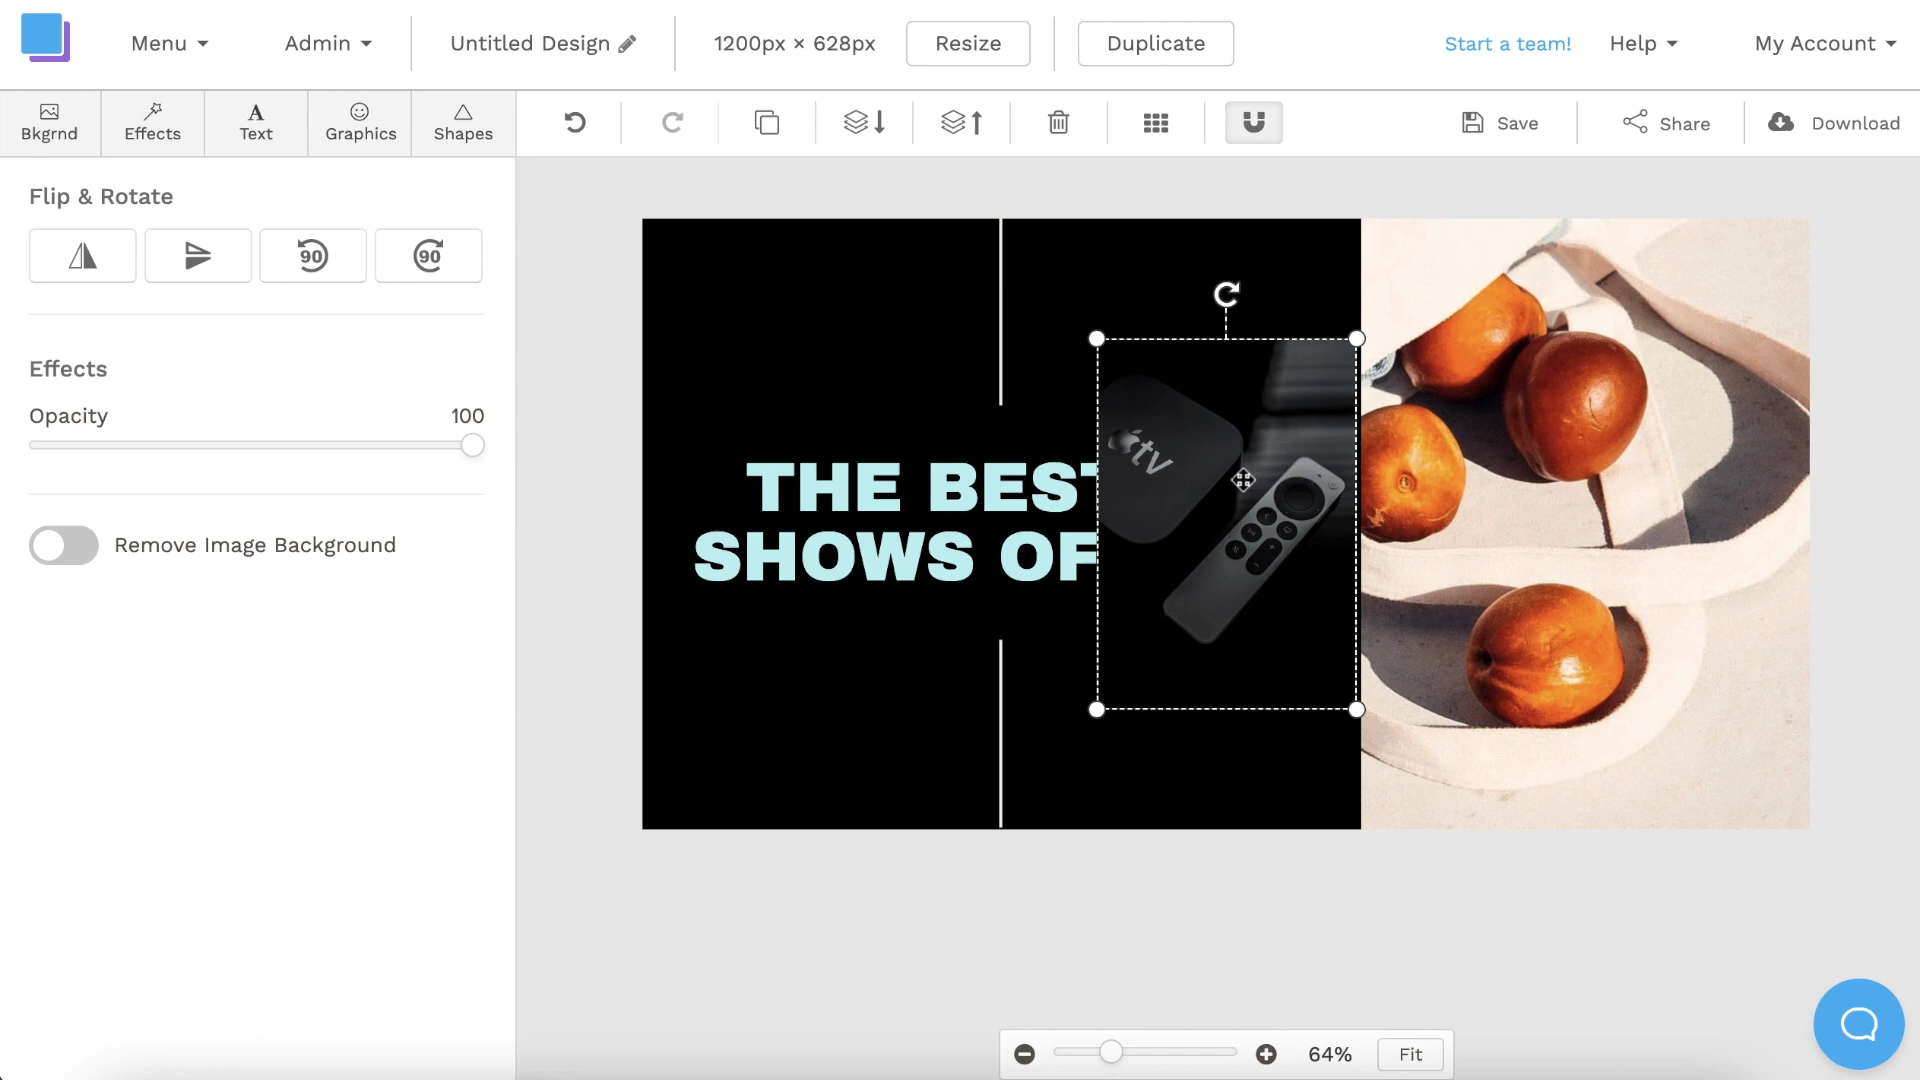 Menu
Admin
Untitled Design
1200px × 628px
Resize
Duplicate
Start a team!
Help
My Account
Bkgrnd
Effects
Text
Graphics
Shapes
Save
Share
Download
Flip & Rotate
90
90
Effects
Opacity
100
Remove Image Background
THE BEST
SHOWS OF
tv
64%
Fit